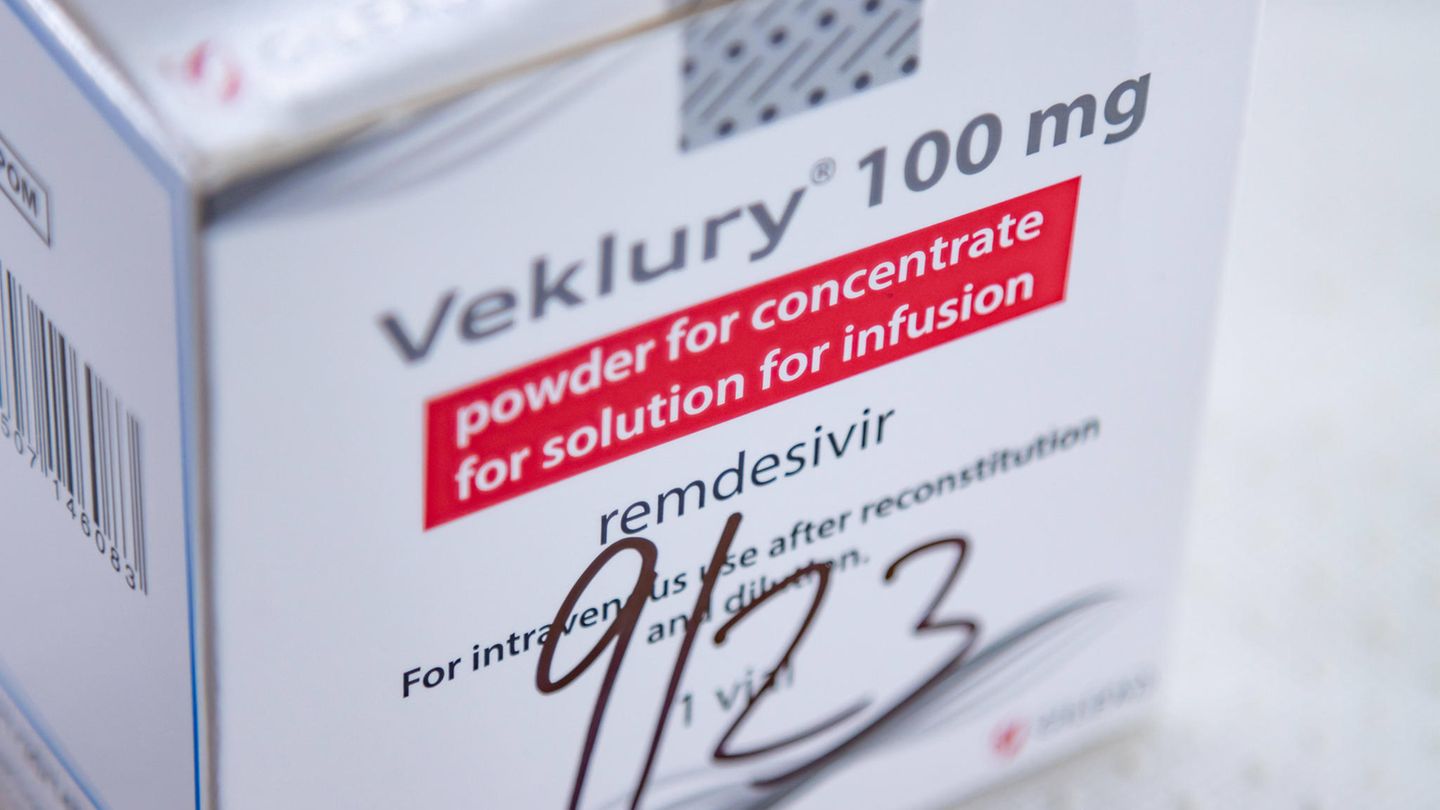 POM
507146083
Veklury® 100 mg
powder for concentrate
for solution for infusion
remdesivir
For intravenous use after reconstitution
and dilution.
1 vial
9/23